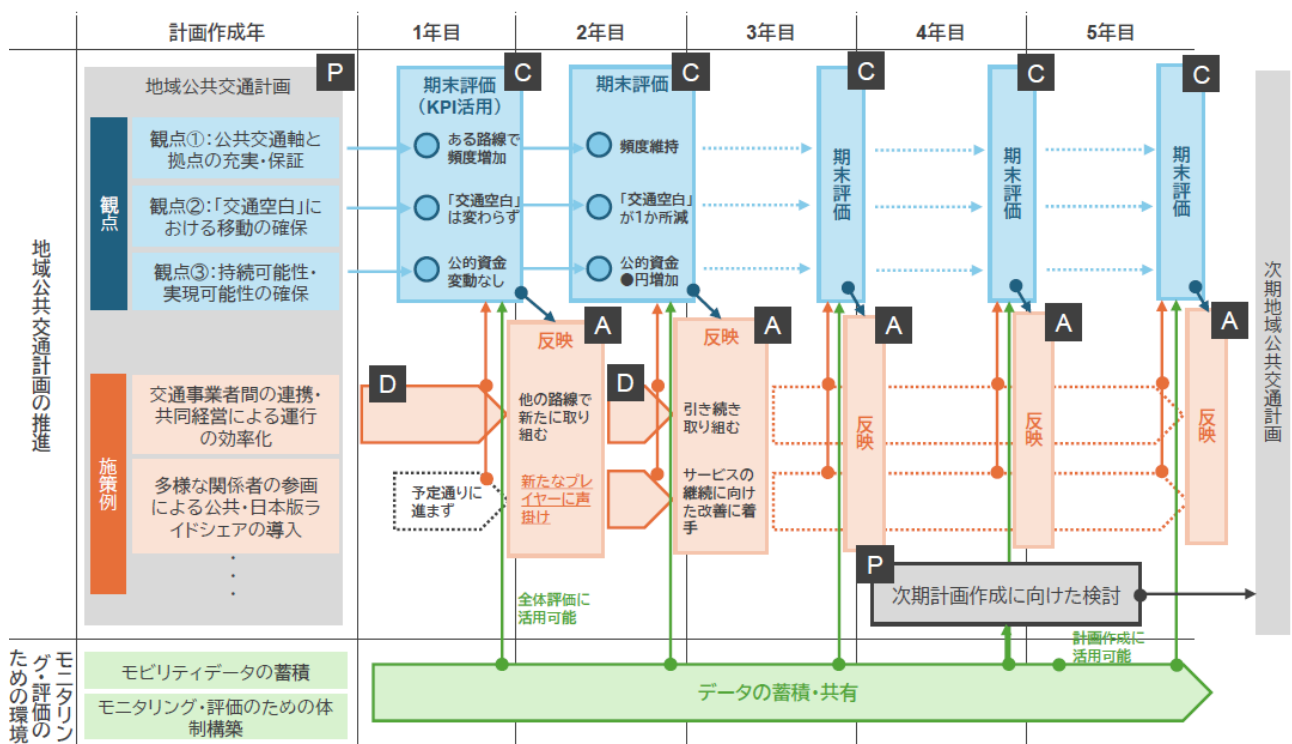 計画作成年
1年目
2年目
3年目
4年目
5年目
地域公共交通計画の推進
地域公共交通計画
P
観点
観点①：公共交通軸と
拠点の充実・保証
観点②：「交通空白」に
おける移動の確保
観点③：持続可能性・
実現可能性の確保
施策例
交通事業者間の連携・
共同経営による運行
の効率化
多様な関係者の参画
による公共・日本版ラ
イドシェアの導入
・
・
・
期末評価
（KPI活用）
C
ある路線で
頻度増加
「交通空白」
は変わらず
公的資金
変動なし
期末評価
C
頻度維持
「交通空白」
が1か所減
公的資金
●円増加
期末評価
C
期末評価
C
期末評価
C
D
予定通りに
進まず
反映
A
他の路線で
新たに取り
組む
新たなプレ
イヤーに声
掛け
D
反映
A
引き続き
取り組む
サービスの
継続に向け
た改善に着
手
反映
A
反映
A
反映
A
P
次期計画作成に向けた検討
次期地域公共交通計画
全体評価に
活用可能
計画作成に
活用可能
モニタリン
グ・評価の
ための環境
モビリティデータの蓄積
モニタリング・評価のための体
制構築
データの蓄積・共有